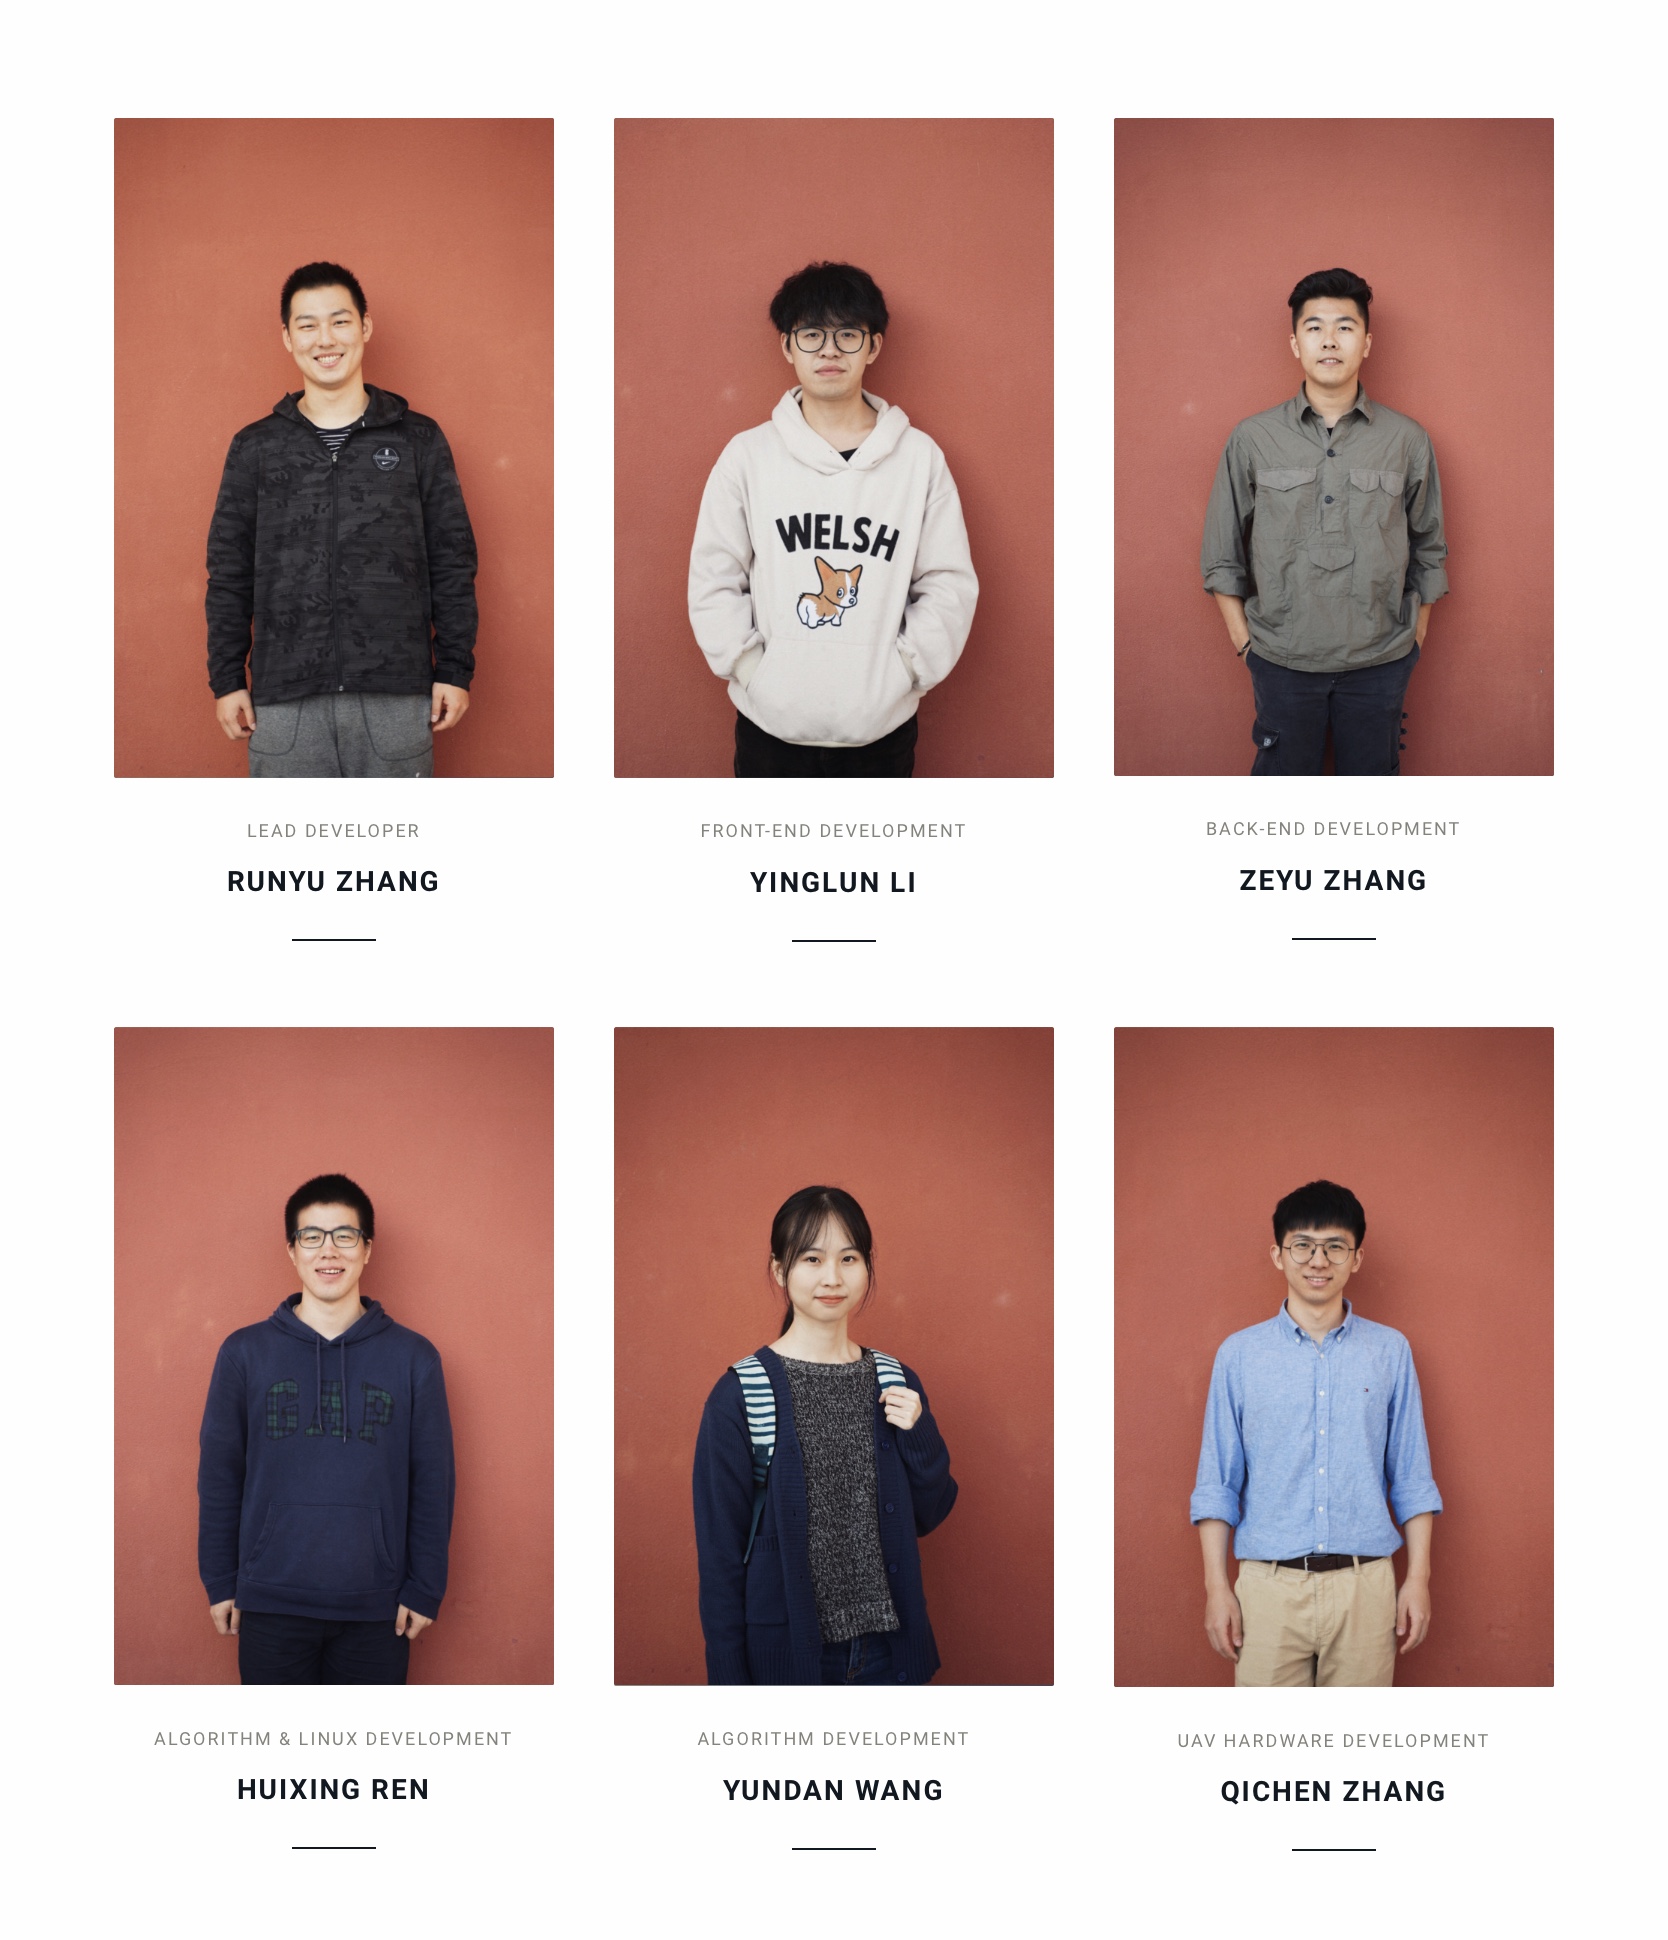 WELSH
LEAD DEVELOPER
RUNYU ZHANG
FRONT-END DEVELOPMENT
YINGLUN LI
BACK-END DEVELOPMENT
ZEYU ZHANG
GAP
ALGORITHM & LINUX DEVELOPMENT
HUIXING REN
ALGORITHM DEVELOPMENT
YUNDAN WANG
UAV HARDWARE DEVELOPMENT
QICHEN ZHANG